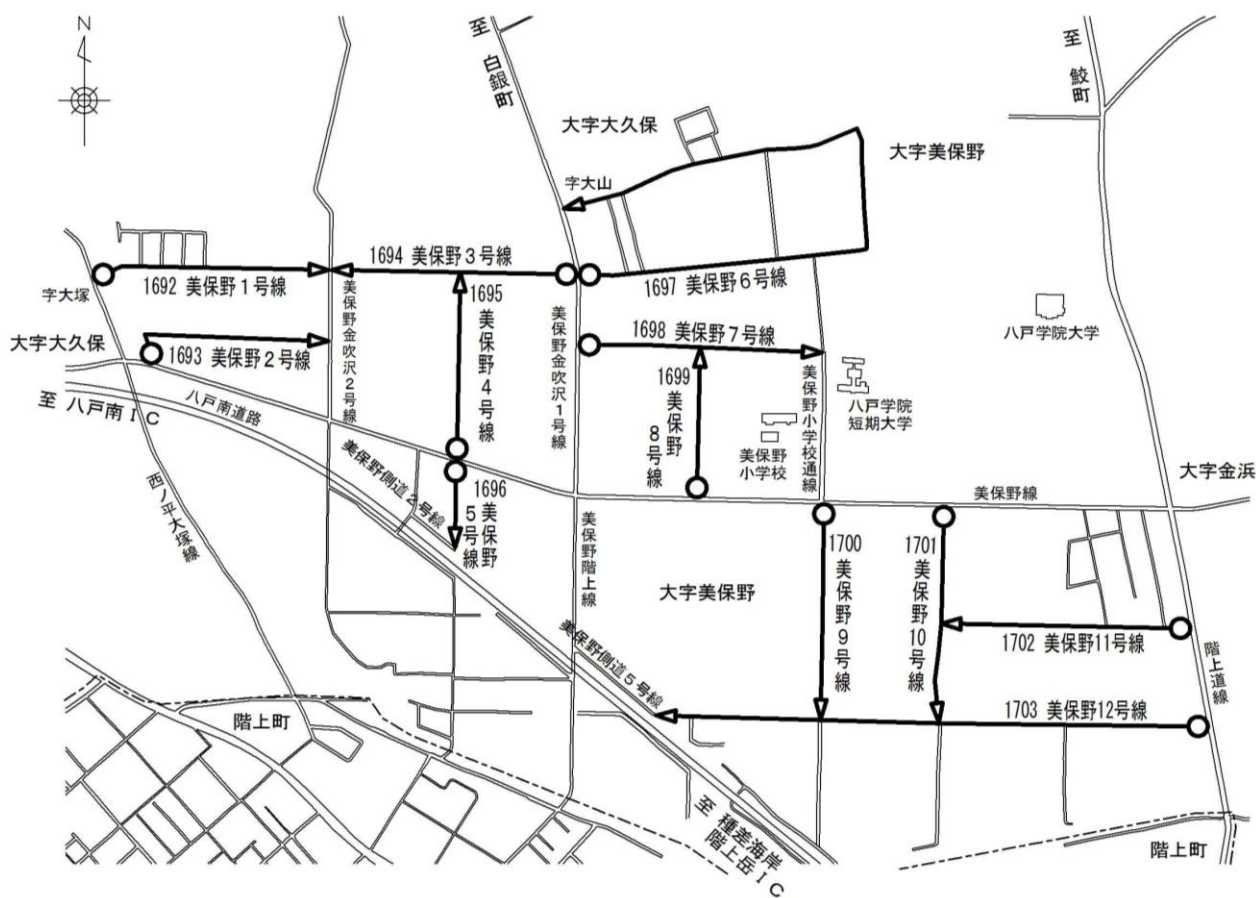 N
至 白銀町
至 鮫町
大字大久保
大字美保野
字大山
1694 美保野3号線
1692 美保野1号線
1697 美保野6号線
字大塚
1695 美保野4号線
美保野金吹沢2号線
美保野金吹沢1号線
大字大久保
1693 美保野2号線
1698 美保野7号線
八戸学院大学
至 八戸南IC
八戸南道路
1699 美保野8号線
美保野小学校通線
八戸学院
短期大学
美保野
小学校
美保野側道2号線
1696 美保野5号線
大字金浜
美保野線
西ノ平大塚線
美保野階上線
大字美保野
1700 美保野9号線
1701 美保野10号線
1702 美保野11号線
階上道線
美保野側道5号線
1703 美保野12号線
階上町
至 種差海岸
階上岳IC
階上町